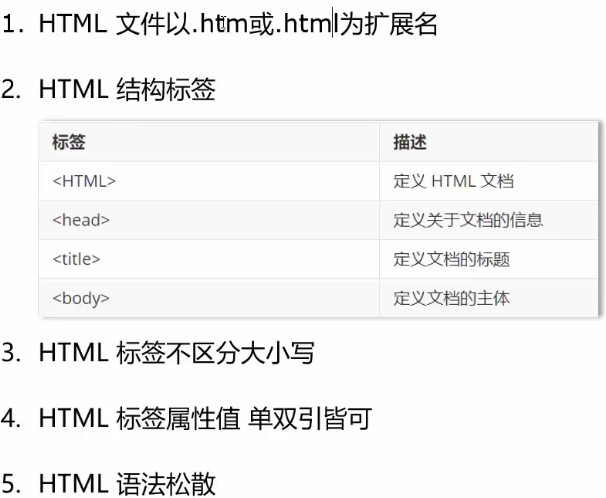 1. HTML 文件以.htm或.html为扩展名
2. HTML 结构标签
标签 描述
<HTML> 定义 HTML 文档
<head> 定义关于文档的信息
<title> 定义文档的标题
<body> 定义文档的主体
3. HTML 标签不区分大小写
4. HTML 标签属性值 单双引皆可
5. HTML 语法松散